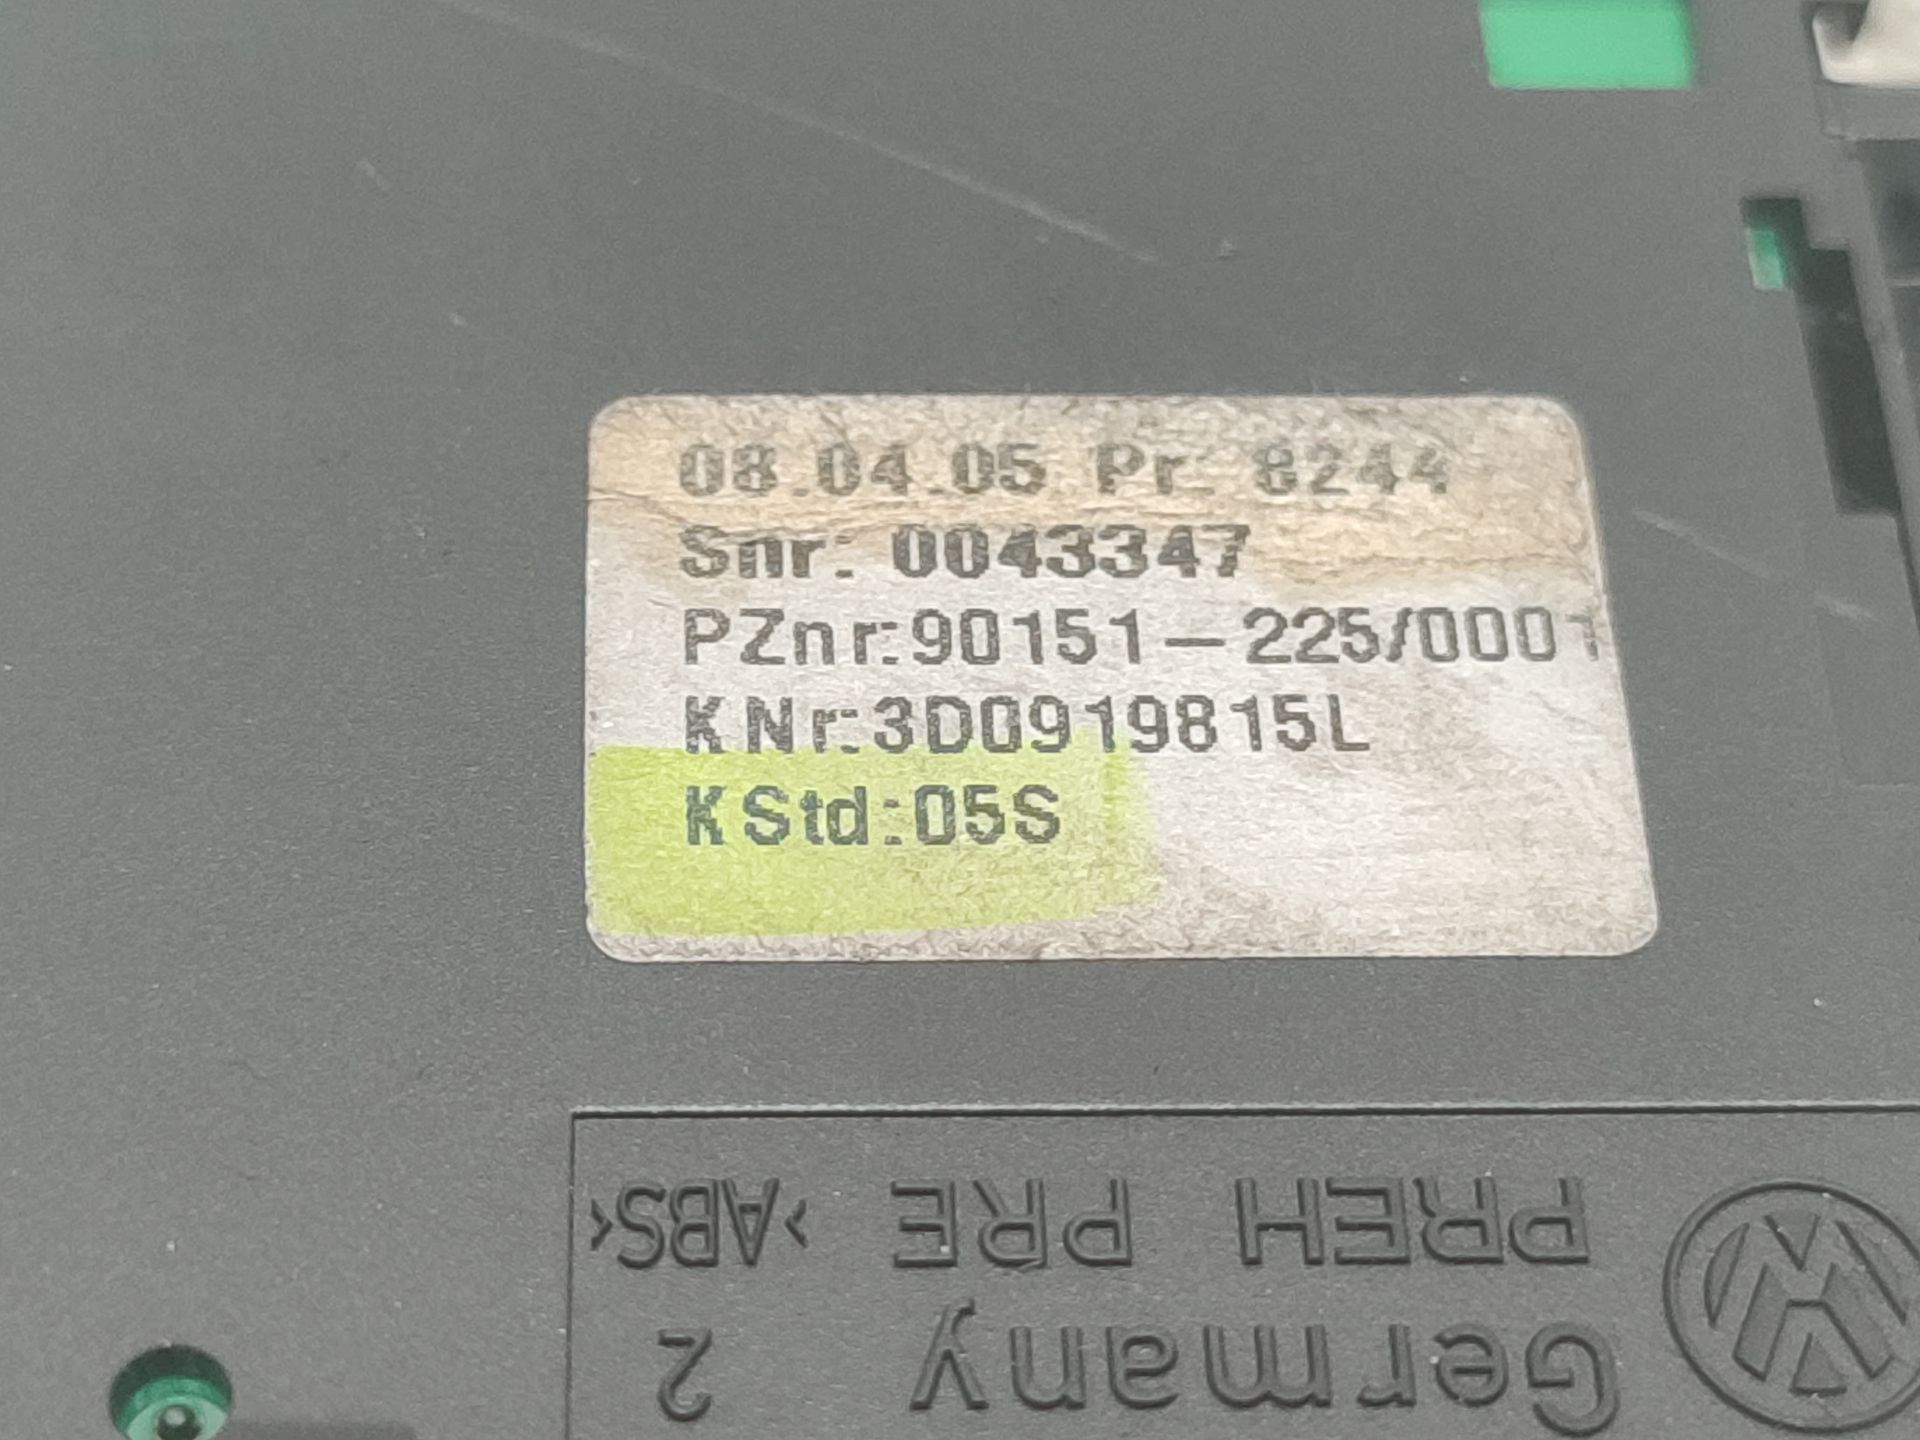 08.04.05 Pr. 8244
Snr: 0043347
PZnr:90151-225/0001
KNr:3D0919815L
KStd:05S
PREH PRE >ABS<
Germany 2